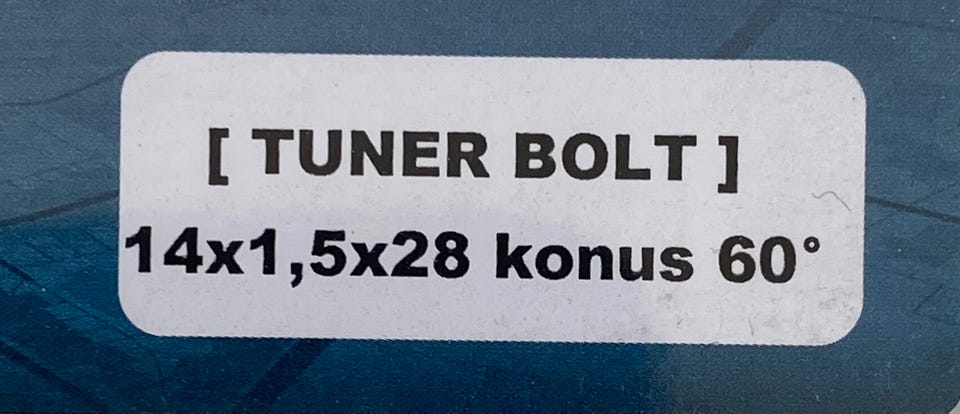 [ TUNER BOLT ]
14x1,5x28 konus 60°